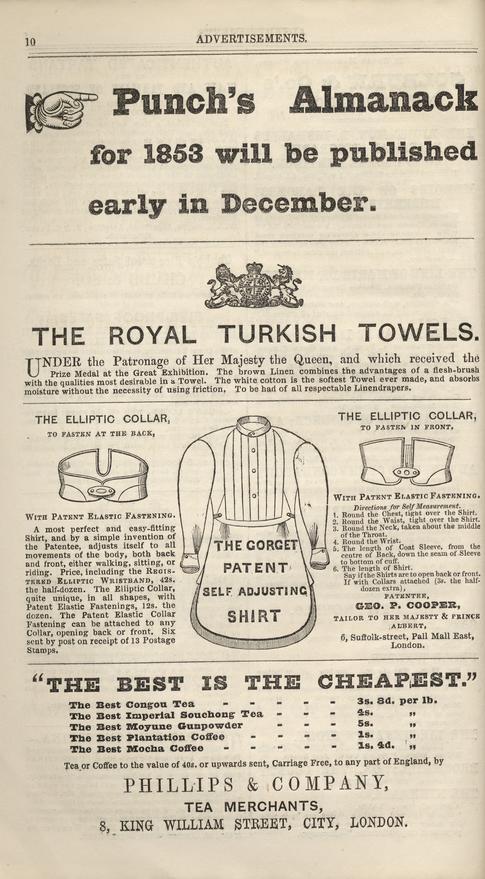 10
ADVERTISEMENTS.
Punch's Almanack
for 1853 will be published
early in December.
THE ROYAL TURKISH TOWELS.
UNDER the Patronage of Her Majesty the Queen, and which received the
Prize Medal at the Great Exhibition. The brown Linen combines the advantages of a flesh-brush
with the qualities most desirable in a Towel. The white cotton is the softest Towel ever made, and absorbs
moisture without the necessity of using friction, To be had of all respectable Linendrapers.
THE ELLIPTIC COLLAR,
TO FASTEN AT THE BACK,
WITH PATENT ELASTIC FASTENING.
A most perfect and easy-fitting
Shirt, and by a simple invention of
the Patentee, adjusts itself to all
movements of the body, both back
and front, either walking, sitting, or
riding. Price, including the REGIS-
TERED ELLIPTIC WRISTBAND, 42s.
the half-dozen. The Elliptic Collar,
quite unique, in all shapes, with
Patent Elastic Fastenings, 12s. the
dozen. The Patent Elastic Collar
Fastening can be attached to any
Collar, opening back or front. Six
sent by post on receipt of 13 Postage
Stamps.
THE GORGET
PATENT
SELF ADJUSTING
SHIRT
THE ELLIPTIC COLLAR,
TO FASTEN IN FRONT,
WITH PATENT ELASTIC FASTENING.
Directions for Self Measurement.
1. Round the Chest, tight over the Shirt.
2. Round the Waist, tight over the Shirt.
3. Round the Neck, taken about the middle
of the Throat.
4. Round the Wrist.
5. The length of Coat Sleeve, from the
centre of Back, down the seam of Sleeve
to bottom of cuff.
6. The length of Shirt.
Say if the Shirts are to open back or front.
If with Collars attached (3s. the half-
dozen extra),
PATENTEE,
GEO. P. COOPER,
TAILOR TO HER MAJESTY & PRINCE
ALBERT,
6, Suffolk-street, Pall Mall East,
London.
"THE BEST IS THE CHEAPEST."
The Best Congou Tea - - - - - 3s. 8d. per lb.
The Best Imperial Souchong Tea - - - - 4s. „
The Best Moyune Gunpowder - - - - 5s. „
The Best Plantation Coffee - - - - 1s. „
The Best Mocha Coffee - - - - - 1s. 4d. „
Tea or Coffee to the value of 40s. or upwards sent, Carriage Free, to any part of England, by
PHILLIPS & COMPANY,
TEA MERCHANTS,
8, KING WILLIAM STREET, CITY, LONDON.